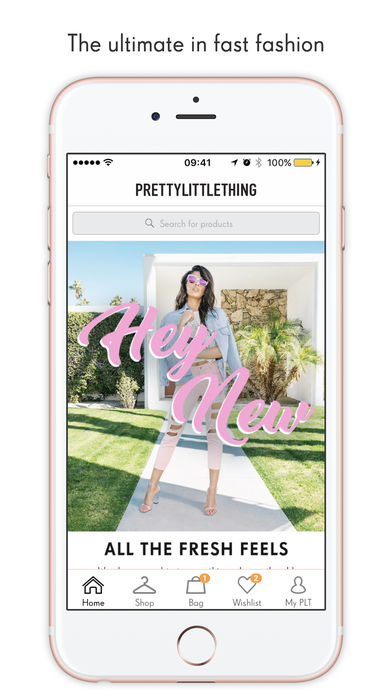 The ultimate in fast fashion
09:41
100%
PRETTYLITTLETHING
Search for products
Hey
New
ALL THE FRESH FEELS
1
2
Home
Shop
Bag
Wishlist
My PLT